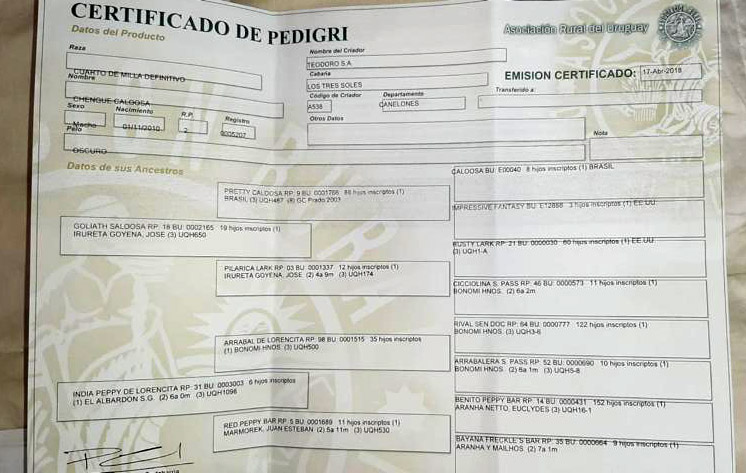 CERTIFICADO DE PEDIGRI
Asociación Rural del Uruguay
Datos del Producto
Raza
CUARTO DE MILLA DEFINITIVO
Nombre
CHENQUE CALOOSA
Sexo
Macho
Nacimiento
01/11/2010
R.P.
2
Registro
0005207
Pelo
OSCURO
Nombre del Criador
TEODORO S.A
Cabaña
LOS TRES SOLES
Código de Criador
A538
Departamento
CANELONES
Otros Datos
EMISION CERTIFICADO: 17-Abr-2018
Transferido a:
Nota
Datos de sus Ancestros
GOLIATH SALOOSA RP: 18 BU: 0002165 19 hijos inscriptos (1)
IRURETA GOYENA, JOSE (3) UQH650
INDIA PEPPY DE LORENCITA RP: 31 BU: 0003003 6 hijos inscriptos
(1) EL ALBARDON S.G. (2) 6a 0m (3) UQH1096
PRETTY CALOOSA RP: 9 BU: 0001788 88 hijos inscriptos (1)
BRASIL (3) UQH487 (8) GC Prado 2003
PILARICA LARK RP: 03 BU: 0001337 12 hijos inscriptos (1)
IRURETA GOYENA, JOSE (2) 4a 9m (3) UQH174
ARRABAL DE LORENCITA RP: 98 BU: 0001515 35 hijos inscriptos
(1) BONOMI HNOS. (3) UQH500
RED PEPPY BAR RP: 5 BU: 0001689 11 hijos inscriptos (1)
MARMOREK, JUAN ESTEBAN (2) 5a 11m (3) UQH530
CALOOSA BU: E00040 8 hijos inscriptos (1) BRASIL
IMPRESSIVE FANTASY BU: E12888 3 hijos inscriptos (1) EE.UU.
RUSTY LARK RP: 21 BU: 0000030 60 hijos inscriptos (1) EE.UU.
(3) UQH1-A
CICCIOLINA S. PASS RP: 46 BU: 0000573 11 hijos inscriptos (1)
BONOMI HNOS. (2) 6a 2m
RIVAL SEN DOC RP: 64 BU: 0000777 122 hijos inscriptos (1)
BONOMI HNOS. (3) UQH3-6
ARRABALERA S. PASS RP: 52 BU: 0000690 10 hijos inscriptos (1)
BONOMI HNOS. (2) 6a 1m (3) UQH5-8
BENITO PEPPY BAR RP: 14 BU: 0000431 152 hijos inscriptos (1)
ARANHA NETTO, EUCLYDES (3) UQH16-1
BAYANA FRECKLE'S BAR RP: 35 BU: 0000664 9 hijos inscriptos (1)
ARANHA Y MAILHOS (2) 7a 1m